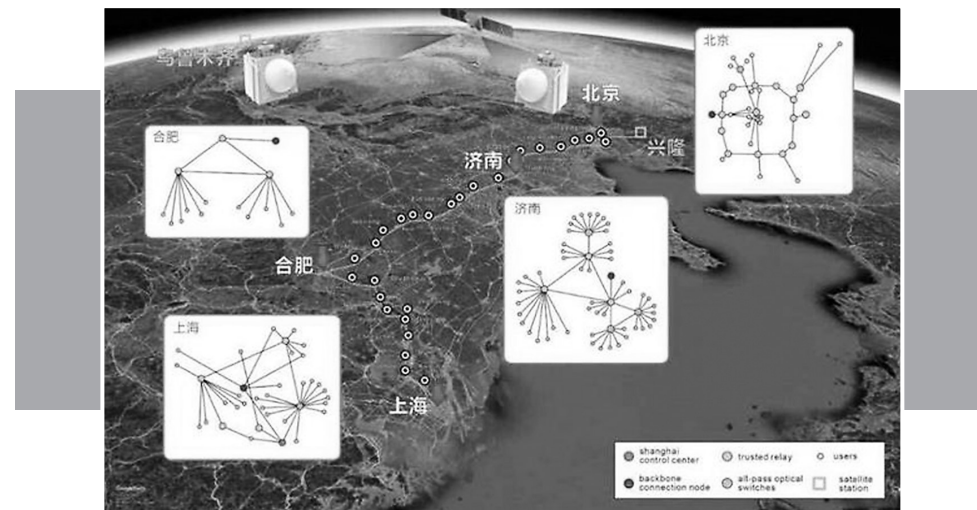 乌鲁木齐
北京
北京
合肥
济南
兴隆
济南
合肥
上海
上海
shanghai
control center
trusted relay
users
backbone
connection node
all-pass optical
switches
satellite
station